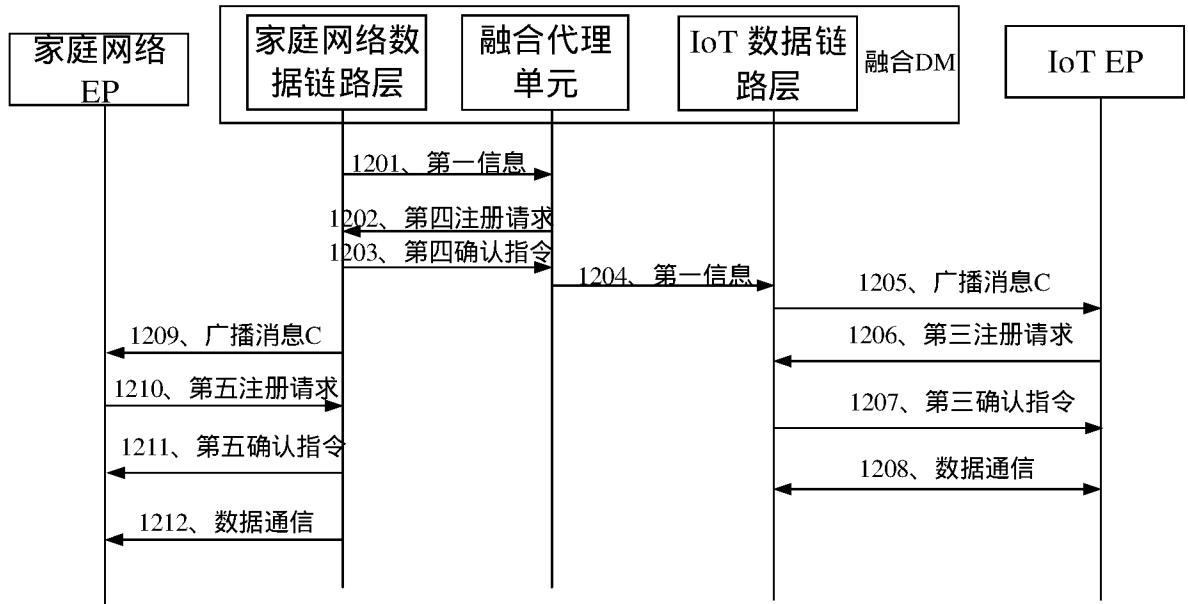 家庭网络
EP
家庭网络数
据链路层
融合代理
单元
IoT 数据链
路层
融合DM
IoT EP
1201、第一信息
1202、第四注册请求
1203、第四确认指令
1204、第一信息
1205、广播消息C
1206、第三注册请求
1207、第三确认指令
1208、数据通信
1209、广播消息C
1210、第五注册请求
1211、第五确认指令
1212、数据通信